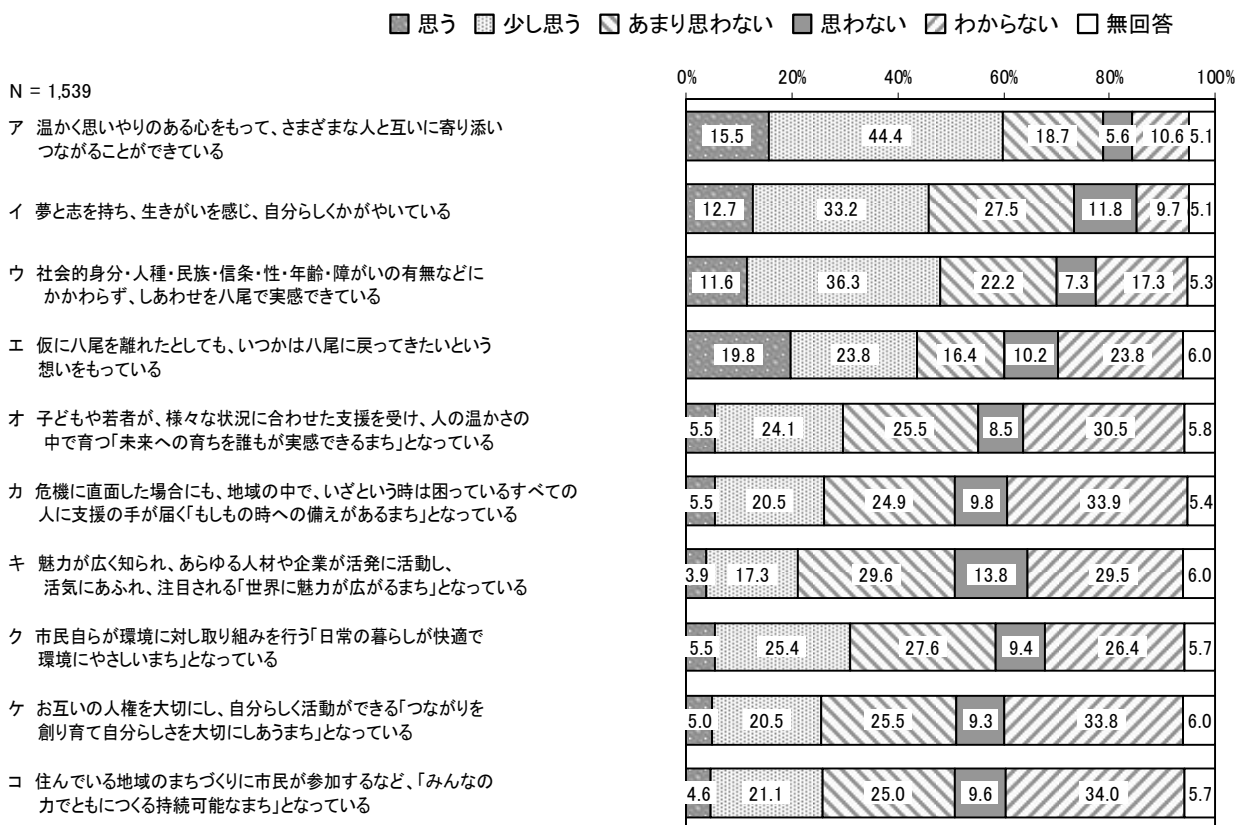 思う 少し思う あまり思わない 思わない わからない 無回答
0% 20% 40% 60% 80% 100%
N = 1,539
ア 温かく思いやりのある心をもって、さまざまな人と互いに寄り添い
つながることができている
15.5 44.4 18.7 5.6 10.6 5.1
イ 夢と志を持ち、生きがいを感じ、自分らしくかがやいている
12.7 33.2 27.5 11.8 9.7 5.1
ウ 社会的身分・人種・民族・信条・性・年齢・障がいの有無などに
かかわらず、しあわせを八尾で実感できている
11.6 36.3 22.2 7.3 17.3 5.3
エ 仮に八尾を離れたとしても、いつかは八尾に戻ってきたいという
想いをもっている
19.8 23.8 16.4 10.2 23.8 6.0
オ 子どもや若者が、様々な状況に合わせた支援を受け、人の温かさの
中で育つ「未来への育ちを誰もが実感できるまち」となっている
5.5 24.1 25.5 8.5 30.5 5.8
カ 危機に直面した場合にも、地域の中で、いざという時は困っているすべての
人に支援の手が届く「もしもの時への備えがあるまち」となっている
5.5 20.5 24.9 9.8 33.9 5.4
キ 魅力が広く知られ、あらゆる人材や企業が活発に活動し、
活気にあふれ、注目される「世界に魅力が広がるまち」となっている
3.9 17.3 29.6 13.8 29.5 6.0
ク 市民自らが環境に対し取り組みを行う「日常の暮らしが快適で
環境にやさしいまち」となっている
5.5 25.4 27.6 9.4 26.4 5.7
ケ お互いの人権を大切にし、自分らしく活動ができる「つながりを
創り育て自分らしさを大切にしあうまち」となっている
5.0 20.5 25.5 9.3 33.8 6.0
コ 住んでいる地域のまちづくりに市民が参加するなど、「みんなの
力でともにつくる持続可能なまち」となっている
4.6 21.1 25.0 9.6 34.0 5.7